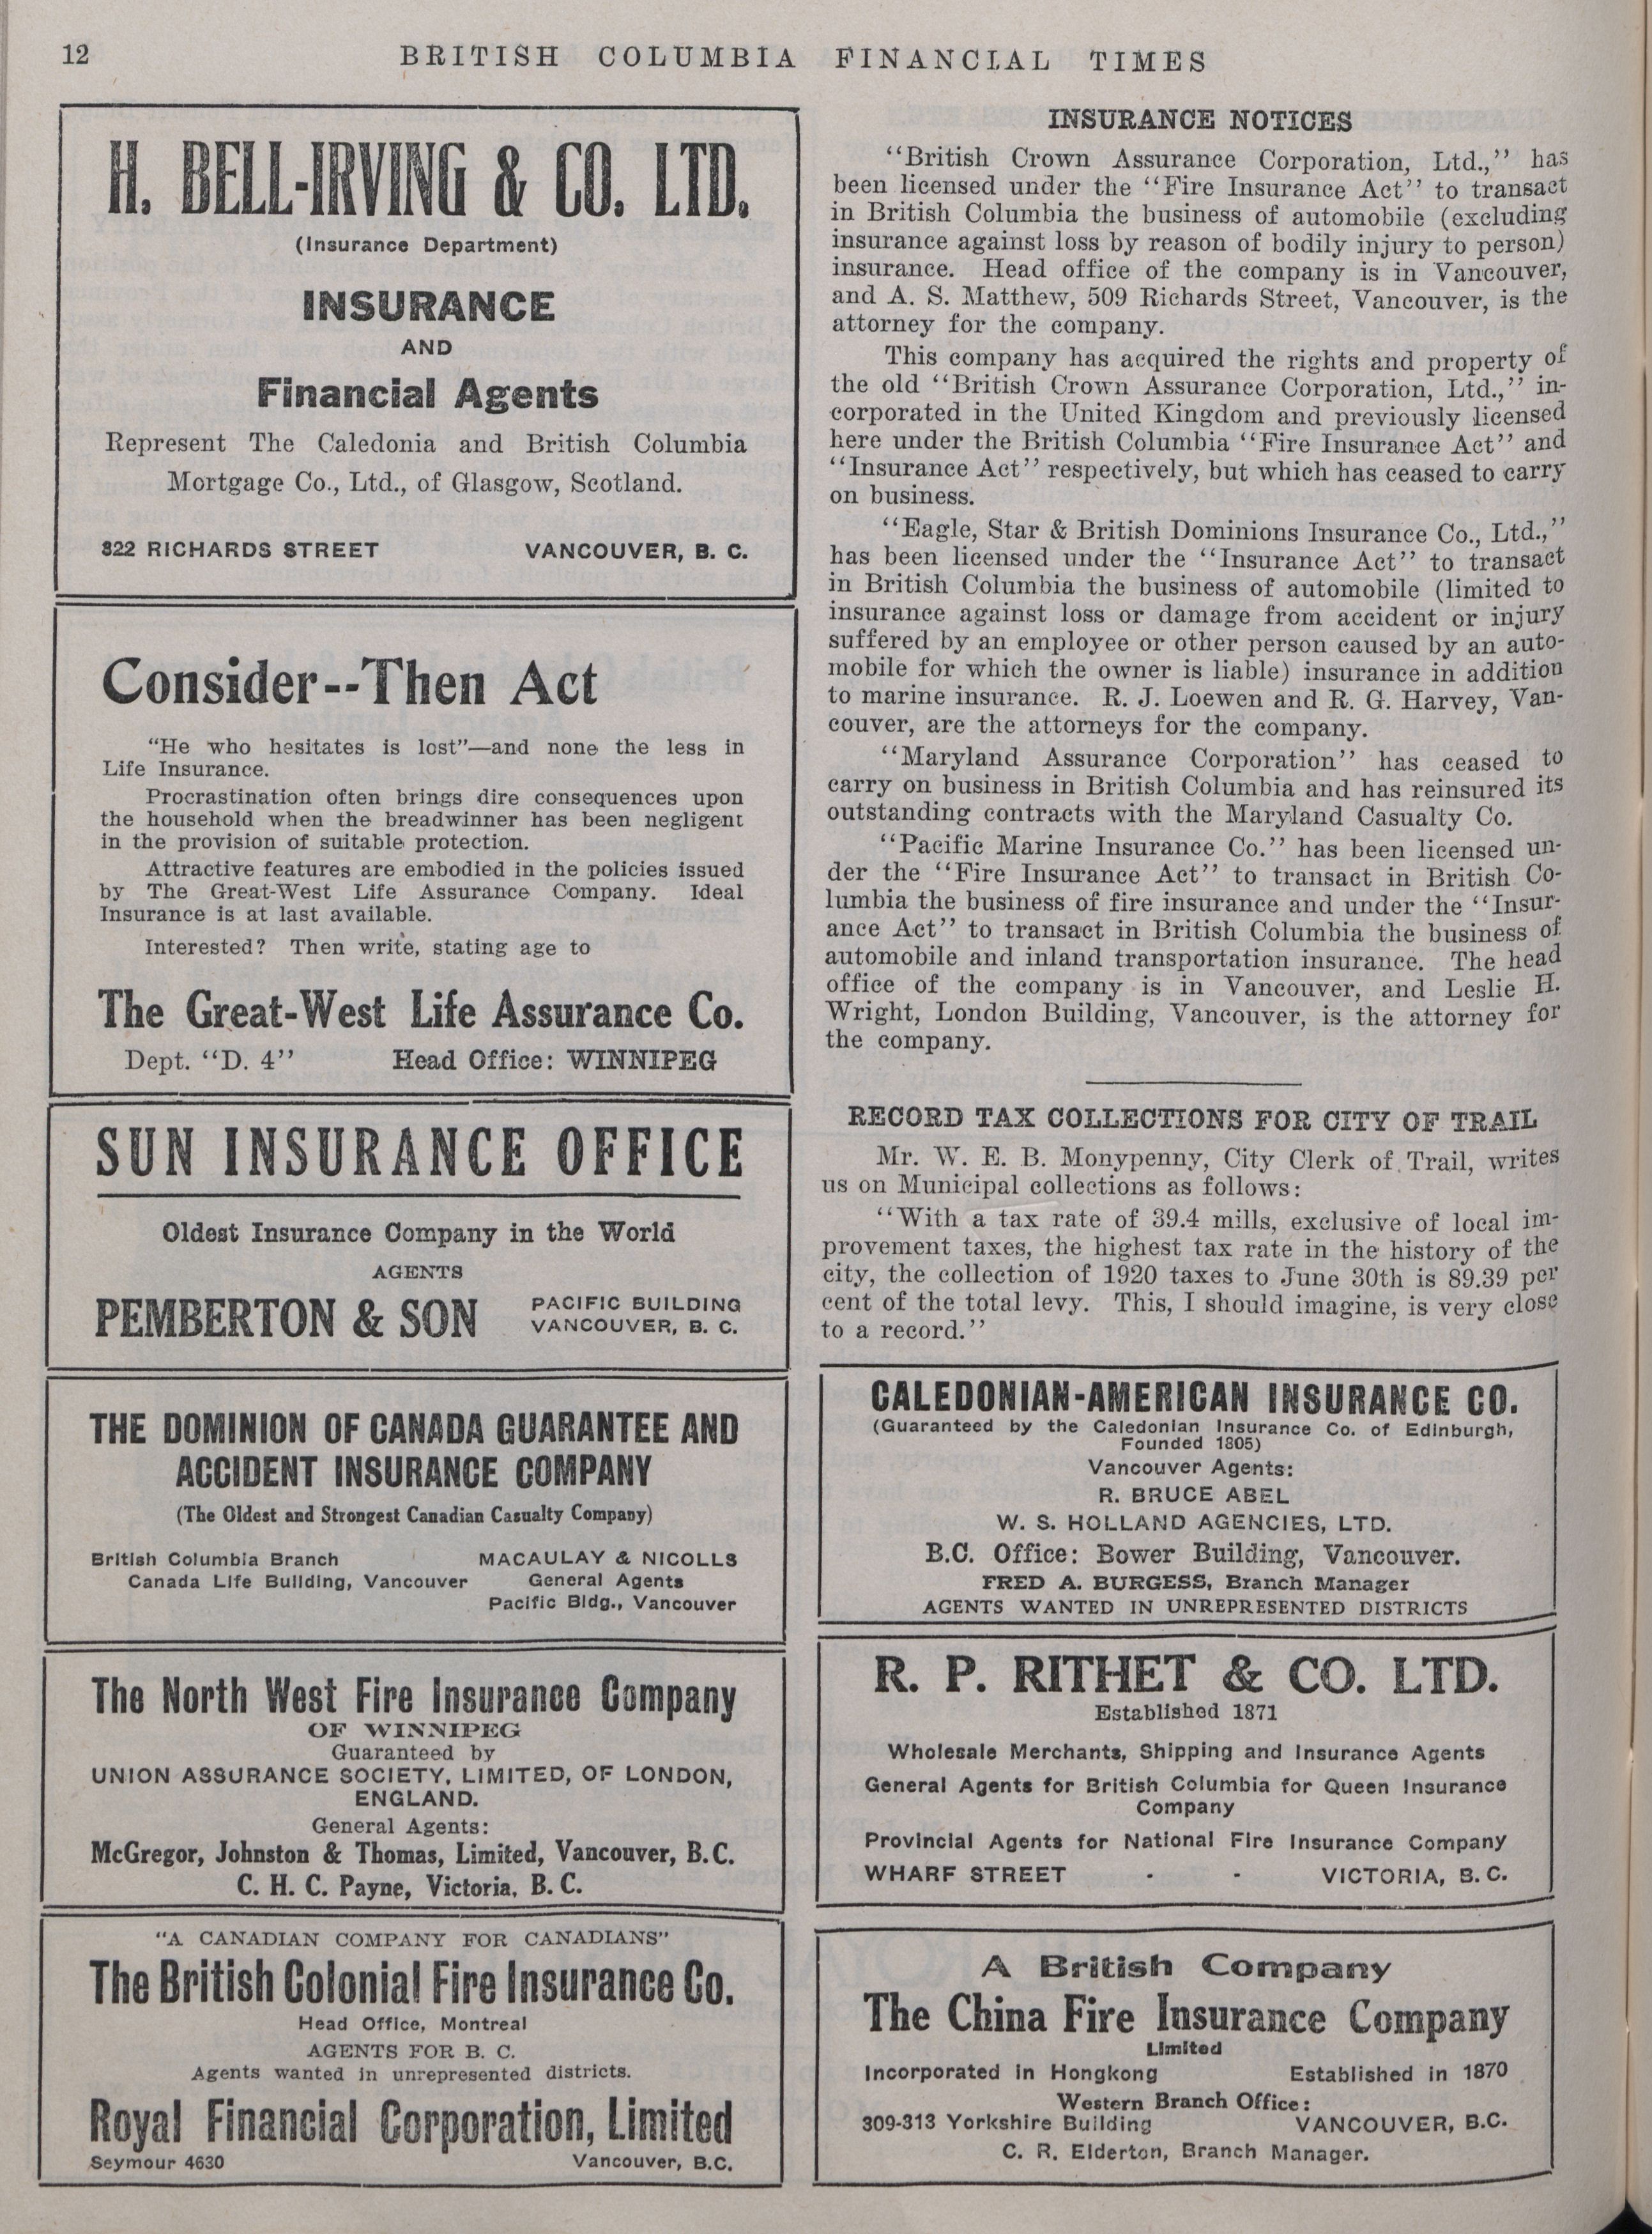 12
BRITISH COLUMBIA FINANCIAL TIMES
H. BELL-IRVING & CO. LTD.
(Insurance Department)
INSURANCE
AND
Financial Agents
Represent The Caledonia and British Columbia
Mortgage Co., Ltd., of Glasgow, Scotland.
322 RICHARDS STREET VANCOUVER, B. C.
Consider--Then Act
"He who hesitates is lost"—and none the less in
Life Insurance.
Procrastination often brings dire consequences upon
the household when the breadwinner has been negligent
in the provision of suitable protection.
Attractive features are embodied in the policies issued
by The Great-West Life Assurance Company. Ideal
Insurance is at last available.
Interested? Then write, stating age to
The Great-West Life Assurance Co.
Dept. "D. 4" Head Office: WINNIPEG
SUN INSURANCE OFFICE
Oldest Insurance Company in the World
AGENTS
PEMBERTON & SON
PACIFIC BUILDING
VANCOUVER, B. C.
THE DOMINION OF CANADA GUARANTEE AND
ACCIDENT INSURANCE COMPANY
(The Oldest and Strongest Canadian Casualty Company)
British Columbia Branch
Canada Life Building, Vancouver
MACAULAY & NICOLLS
General Agents
Pacific Bldg., Vancouver
The North West Fire Insurance Company
OF WINNIPEG
Guaranteed by
UNION ASSURANCE SOCIETY, LIMITED, OF LONDON,
ENGLAND.
General Agents:
McGregor, Johnston & Thomas, Limited, Vancouver, B.C.
C. H. C. Payne, Victoria, B. C.
"A CANADIAN COMPANY FOR CANADIANS"
The British Colonial Fire Insurance Co.
Head Office, Montreal
AGENTS FOR B. C.
Agents wanted in unrepresented districts.
Royal Financial Corporation, Limited
Seymour 4630 Vancouver, B.C.
INSURANCE NOTICES
"British Crown Assurance Corporation, Ltd.," has
been licensed under the "Fire Insurance Act" to transact
in British Columbia the business of automobile (excluding
insurance against loss by reason of bodily injury to person)
insurance. Head office of the company is in Vancouver,
and A. S. Matthew, 509 Richards Street, Vancouver, is the
attorney for the company.
This company has acquired the rights and property of
the old "British Crown Assurance Corporation, Ltd.," in-
corporated in the United Kingdom and previously licensed
here under the British Columbia "Fire Insurance Act" and
"Insurance Act" respectively, but which has ceased to carry
on business.
"Eagle, Star & British Dominions Insurance Co., Ltd.,"
has been licensed under the "Insurance Act" to transact
in British Columbia the business of automobile (limited to
insurance against loss or damage from accident or injury
suffered by an employee or other person caused by an auto-
mobile for which the owner is liable) insurance in addition
to marine insurance. R. J. Loewen and R. G. Harvey, Van-
couver, are the attorneys for the company.
"Maryland Assurance Corporation" has ceased to
carry on business in British Columbia and has reinsured its
outstanding contracts with the Maryland Casualty Co.
"Pacific Marine Insurance Co." has been licensed un-
der the "Fire Insurance Act" to transact in British Co-
lumbia the business of fire insurance and under the "Insur-
ance Act" to transact in British Columbia the business of
automobile and inland transportation insurance. The head
office of the company is in Vancouver, and Leslie H.
Wright, London Building, Vancouver, is the attorney for
the company.
RECORD TAX COLLECTIONS FOR CITY OF TRAIL
Mr. W. E. B. Monypenny, City Clerk of Trail, writes
us on Municipal collections as follows:
"With a tax rate of 39.4 mills, exclusive of local im-
provement taxes, the highest tax rate in the history of the
city, the collection of 1920 taxes to June 30th is 89.39 per
cent of the total levy. This, I should imagine, is very close
to a record."
CALEDONIAN-AMERICAN INSURANCE CO.
(Guaranteed by the Caledonian Insurance Co. of Edinburgh,
Founded 1805)
Vancouver Agents:
R. BRUCE ABEL
W. S. HOLLAND AGENCIES, LTD.
B.C. Office: Bower Building, Vancouver.
FRED A. BURGESS, Branch Manager
AGENTS WANTED IN UNREPRESENTED DISTRICTS
R. P. RITHET & CO. LTD.
Established 1871
Wholesale Merchants, Shipping and Insurance Agents
General Agents for British Columbia for Queen Insurance
Company
Provincial Agents for National Fire Insurance Company
WHARF STREET - - VICTORIA, B. C.
A British Company
The China Fire Insurance Company
Limited
Incorporated in Hongkong Established in 1870
Western Branch Office:
309-313 Yorkshire Building VANCOUVER, B.C.
C. R. Elderton, Branch Manager.